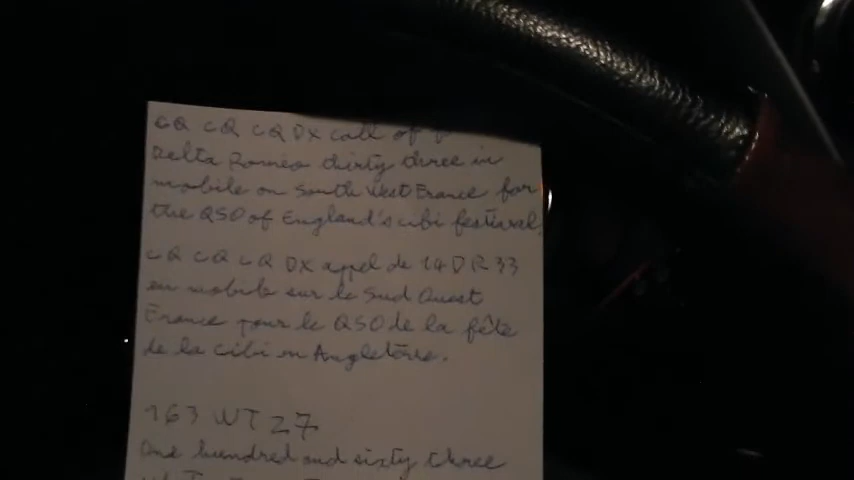 CQ CQ CQ DX call of
Delta Roméo dirty three in
mobile on South West France for
the QSO of England's cibi festival.
CQ CQ CQ DX appel de 14 DR 33
en mobile sur le Sud Ouest
France pour le QSO de la fête
de la cibi en Angleterre.
163 WT 27
One hundred and sixty three